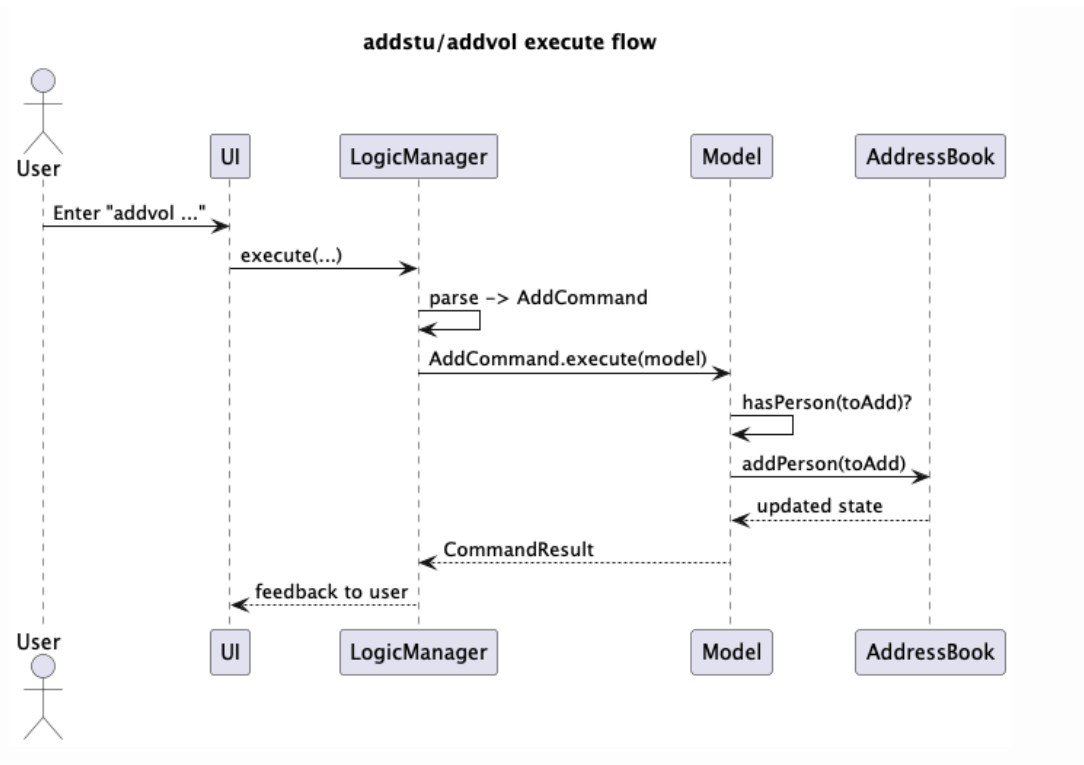 addstu/addvol execute flow
User
UI
LogicManager
Model
AddressBook
Enter "addvol ..."
execute(...)
parse -> AddCommand
AddCommand.execute(model)
hasPerson(toAdd)?
addPerson(toAdd)
updated state
CommandResult
feedback to user
User
UI
LogicManager
Model
AddressBook